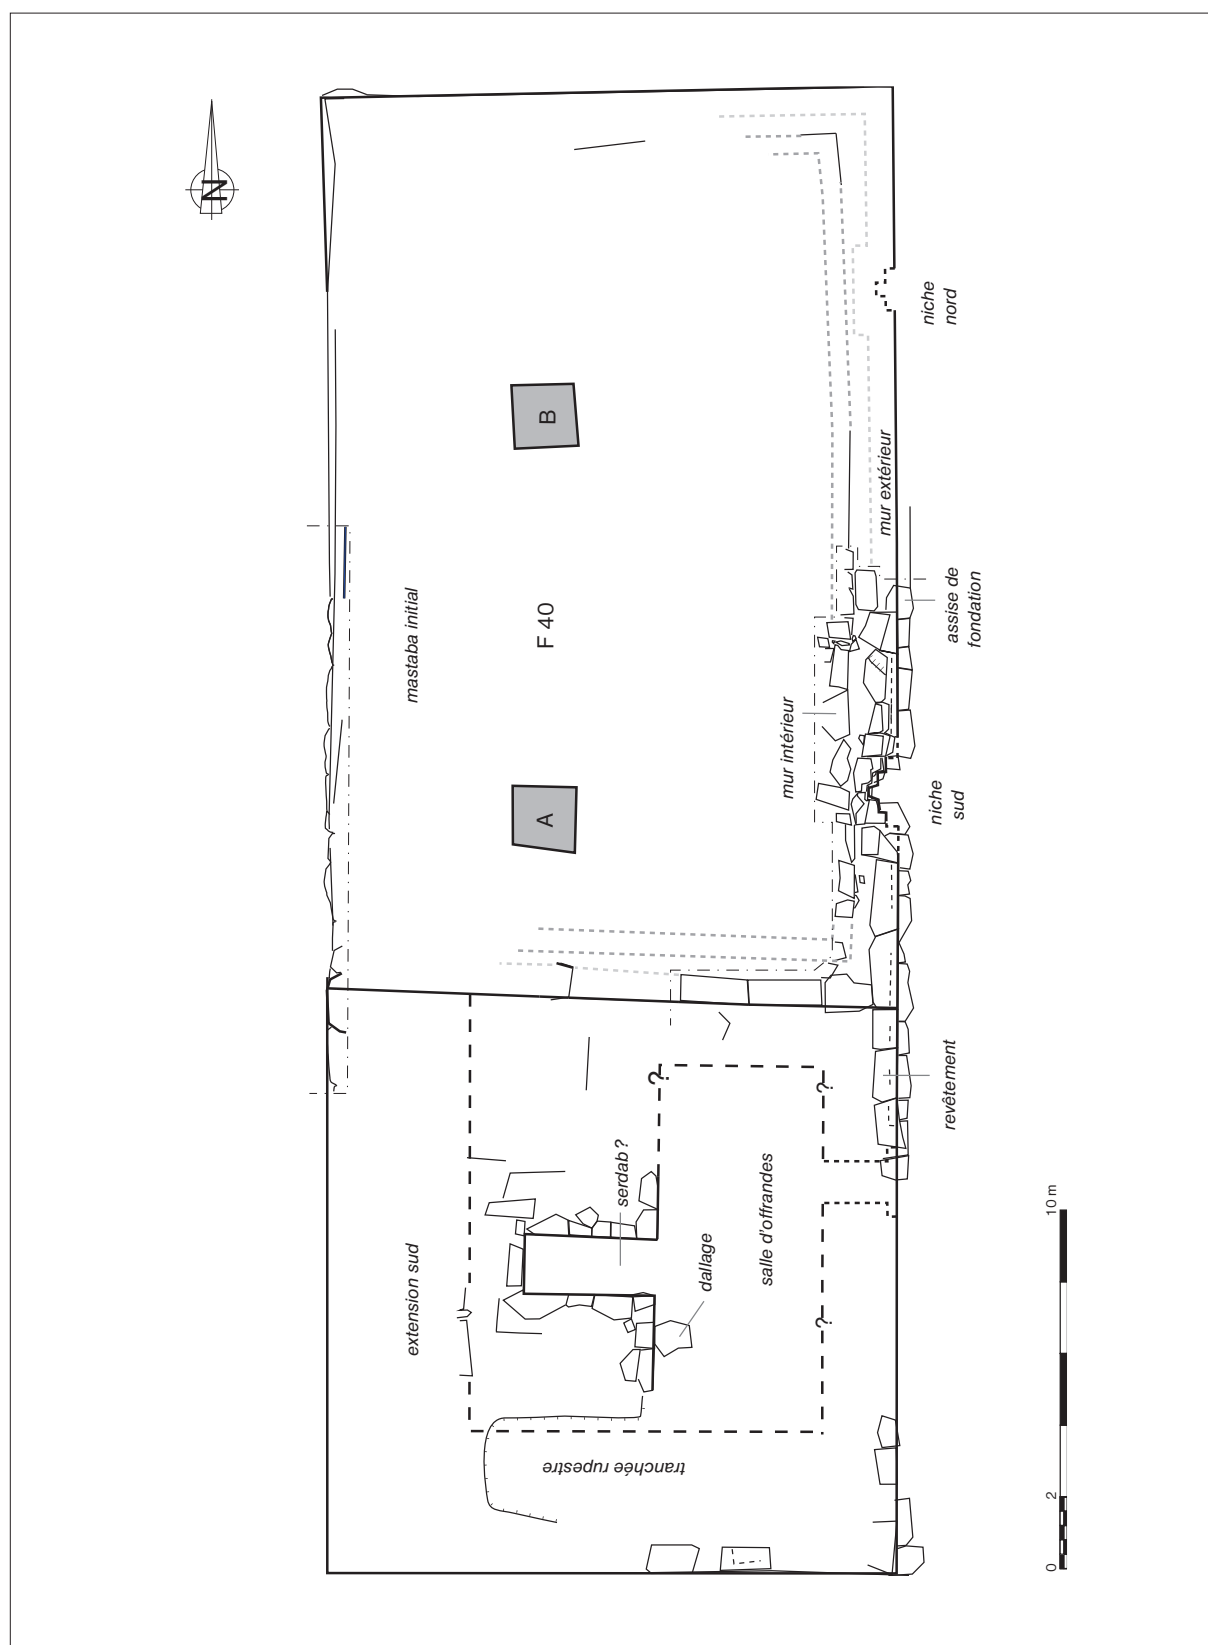 N
niche
nord
B
mur extérieur
mastaba initial
F 40
assise de
fondation
mur intérieur
A
niche
sud
revêtement
?
?
serdab ?
salle d'offrandes
dallage
extension sud
?
tranchée rupestre
0
2
10 m